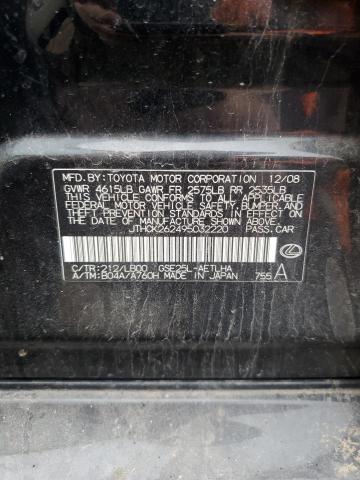 MFD. BY: TOYOTA MOTOR CORPORATION 12/08
GVWR 4615LB GAWR FR 2575LB RR 2535LB
THIS VEHICLE CONFORMS TO ALL APPLICABLE
FEDERAL MOTOR VEHICLE SAFETY, BUMPER, AND
THEFT PREVENTION STANDARDS IN EFFECT ON
THE DATE OF MANUFACTURE SHOWN ABOVE.
JTHCK262495032220 PASS.CAR
C/TR: 212/LB00 GSE25L-AETLHA
A/TM: B04A/A760H MADE IN JAPAN 755 A